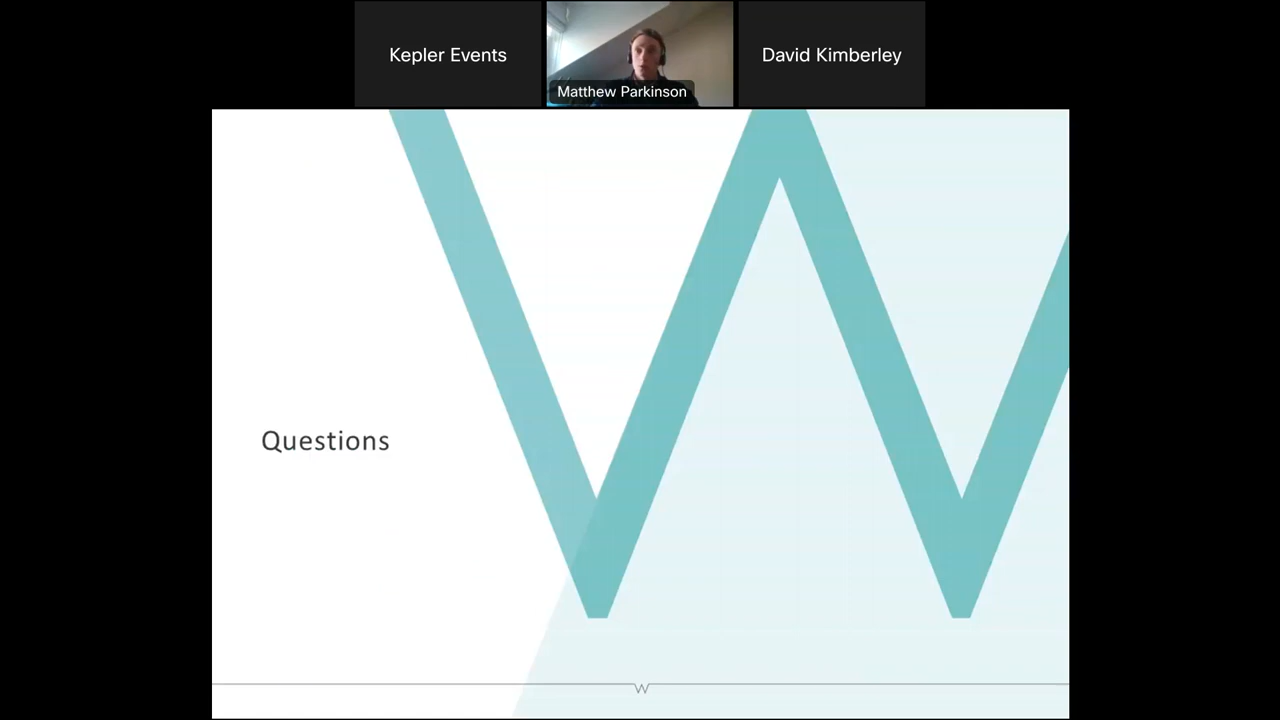 Kepler Events
Matthew Parkinson
David Kimberley
Questions
W